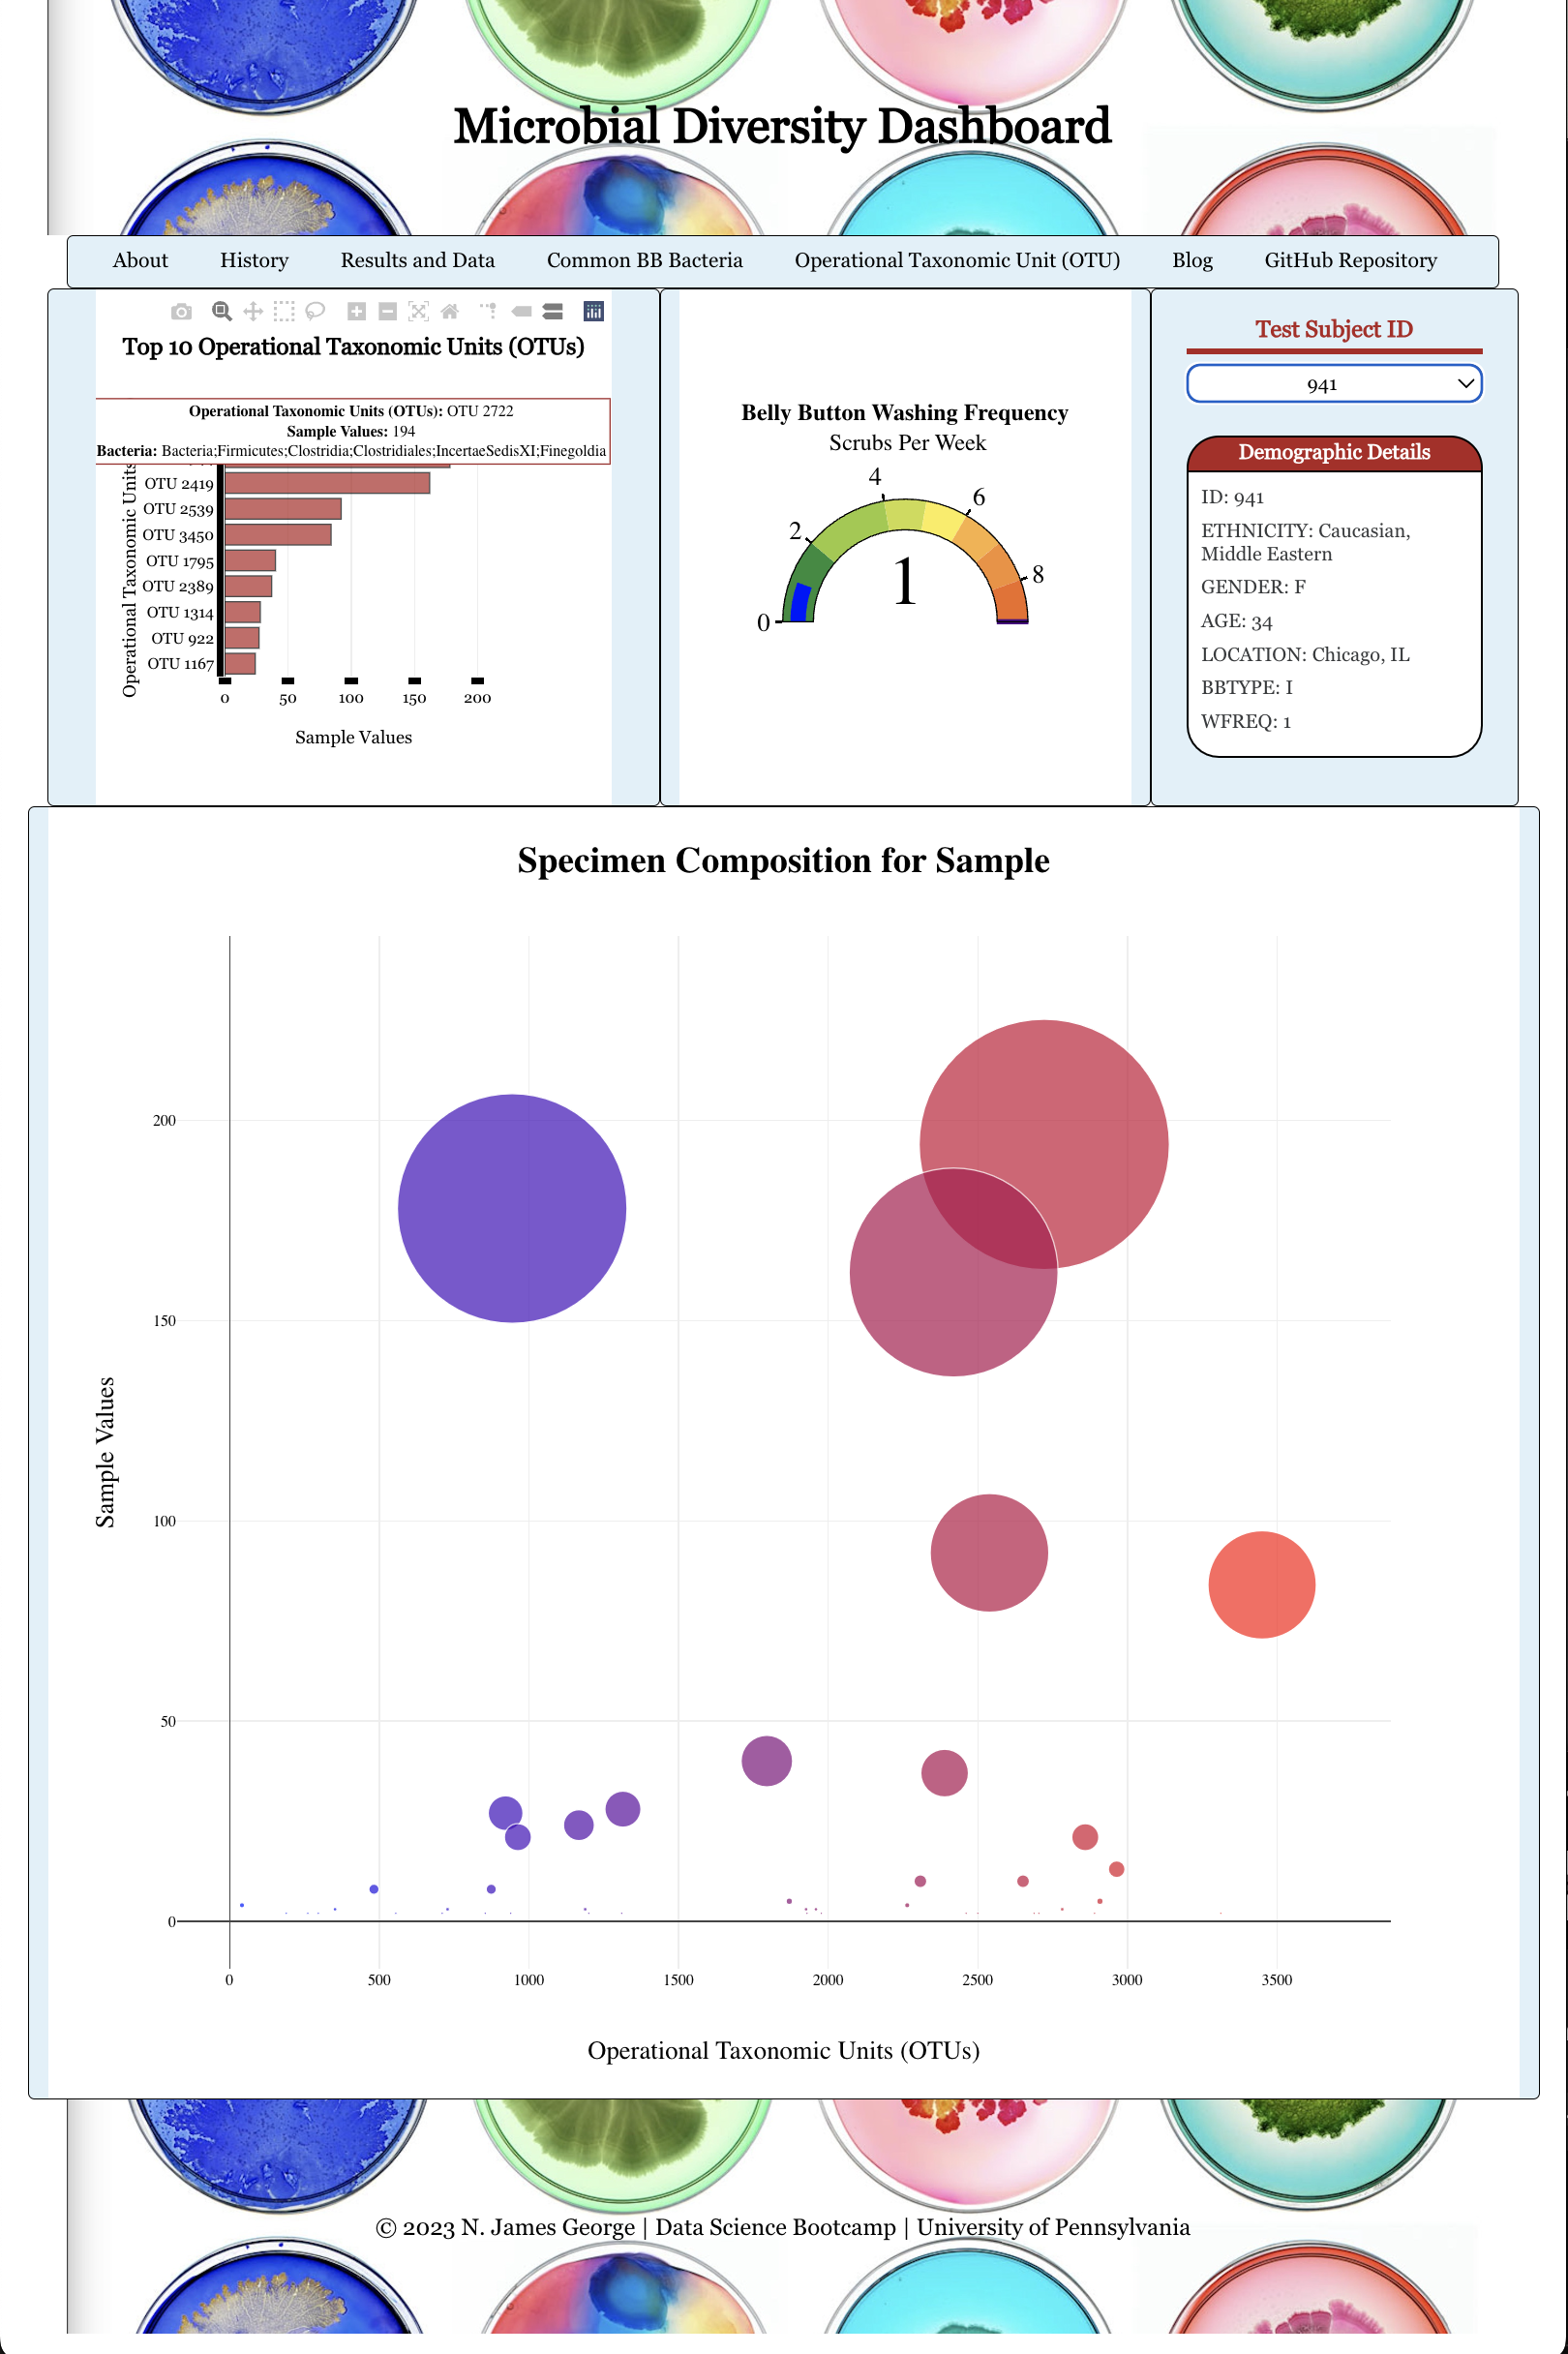 Microbial Diversity Dashboard
About History Results and Data Common BB Bacteria Operational Taxonomic Unit (OTU) Blog GitHub Repository
Top 10 Operational Taxonomic Units (OTUs)
Operational Taxonomic Units (OTUs): OTU 2722
Sample Values: 194
Bacteria: Bacteria;Firmicutes;Clostridia;Clostridiales;IncertaeSedisXI;Finegoldia
Operational Taxonomic Units
OTU 2419
OTU 2539
OTU 3450
OTU 1795
OTU 2389
OTU 1314
OTU 922
OTU 1167
0 50 100 150 200
Sample Values
Belly Button Washing Frequency
Scrubs Per Week
0
2
4
6
8
1
Test Subject ID
941
Demographic Details
ID: 941
ETHNICITY: Caucasian,
Middle Eastern
GENDER: F
AGE: 34
LOCATION: Chicago, IL
BBTYPE: I
WFREQ: 1
Specimen Composition for Sample
Sample Values
200
150
100
50
0
0 500 1000 1500 2000 2500 3000 3500
Operational Taxonomic Units (OTUs)
© 2023 N. James George | Data Science Bootcamp | University of Pennsylvania